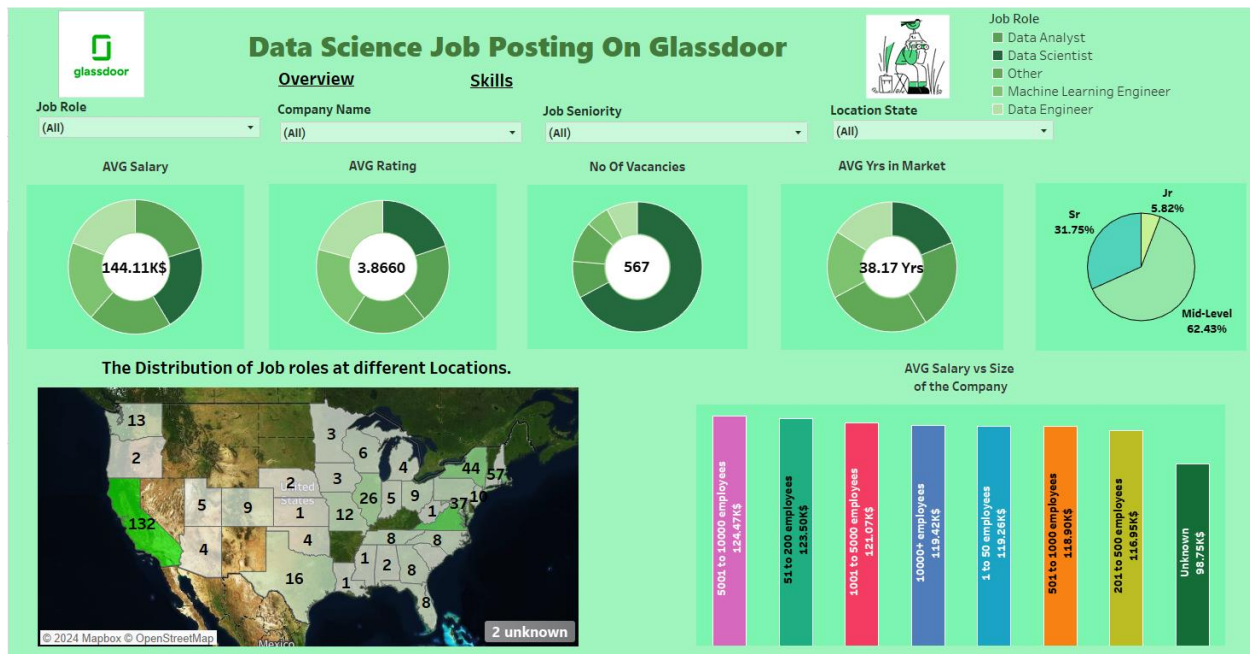 glassdoor
Data Science Job Posting On Glassdoor
Overview
Skills
Job Role
Data Analyst
Data Scientist
Other
Machine Learning Engineer
Data Engineer
Job Role
(All)
Company Name
(All)
Job Seniority
(All)
Location State
(All)
AVG Salary
144.11K$
AVG Rating
3.8660
No Of Vacancies
567
AVG Yrs in Market
38.17 Yrs
Jr
5.82%
Sr
31.75%
Mid-Level
62.43%
The Distribution of Job roles at different Locations.
13
2
132
5
4
9
2
United
States
1
4
16
3
3
12
1
6
26
4
5
9
1
8
1
2
8
8
8
37
10
44
57
Mexico
© 2024 Mapbox © OpenStreetMap
2 unknown
AVG Salary vs Size
of the Company
5001 to 10000 employees
124.47K$
51 to 200 employees
123.50K$
1001 to 5000 employees
121.07K$
10000+ employees
119.42K$
1 to 50 employees
119.26K$
501 to 1000 employees
118.90K$
201 to 500 employees
116.95K$
Unknown
98.75K$